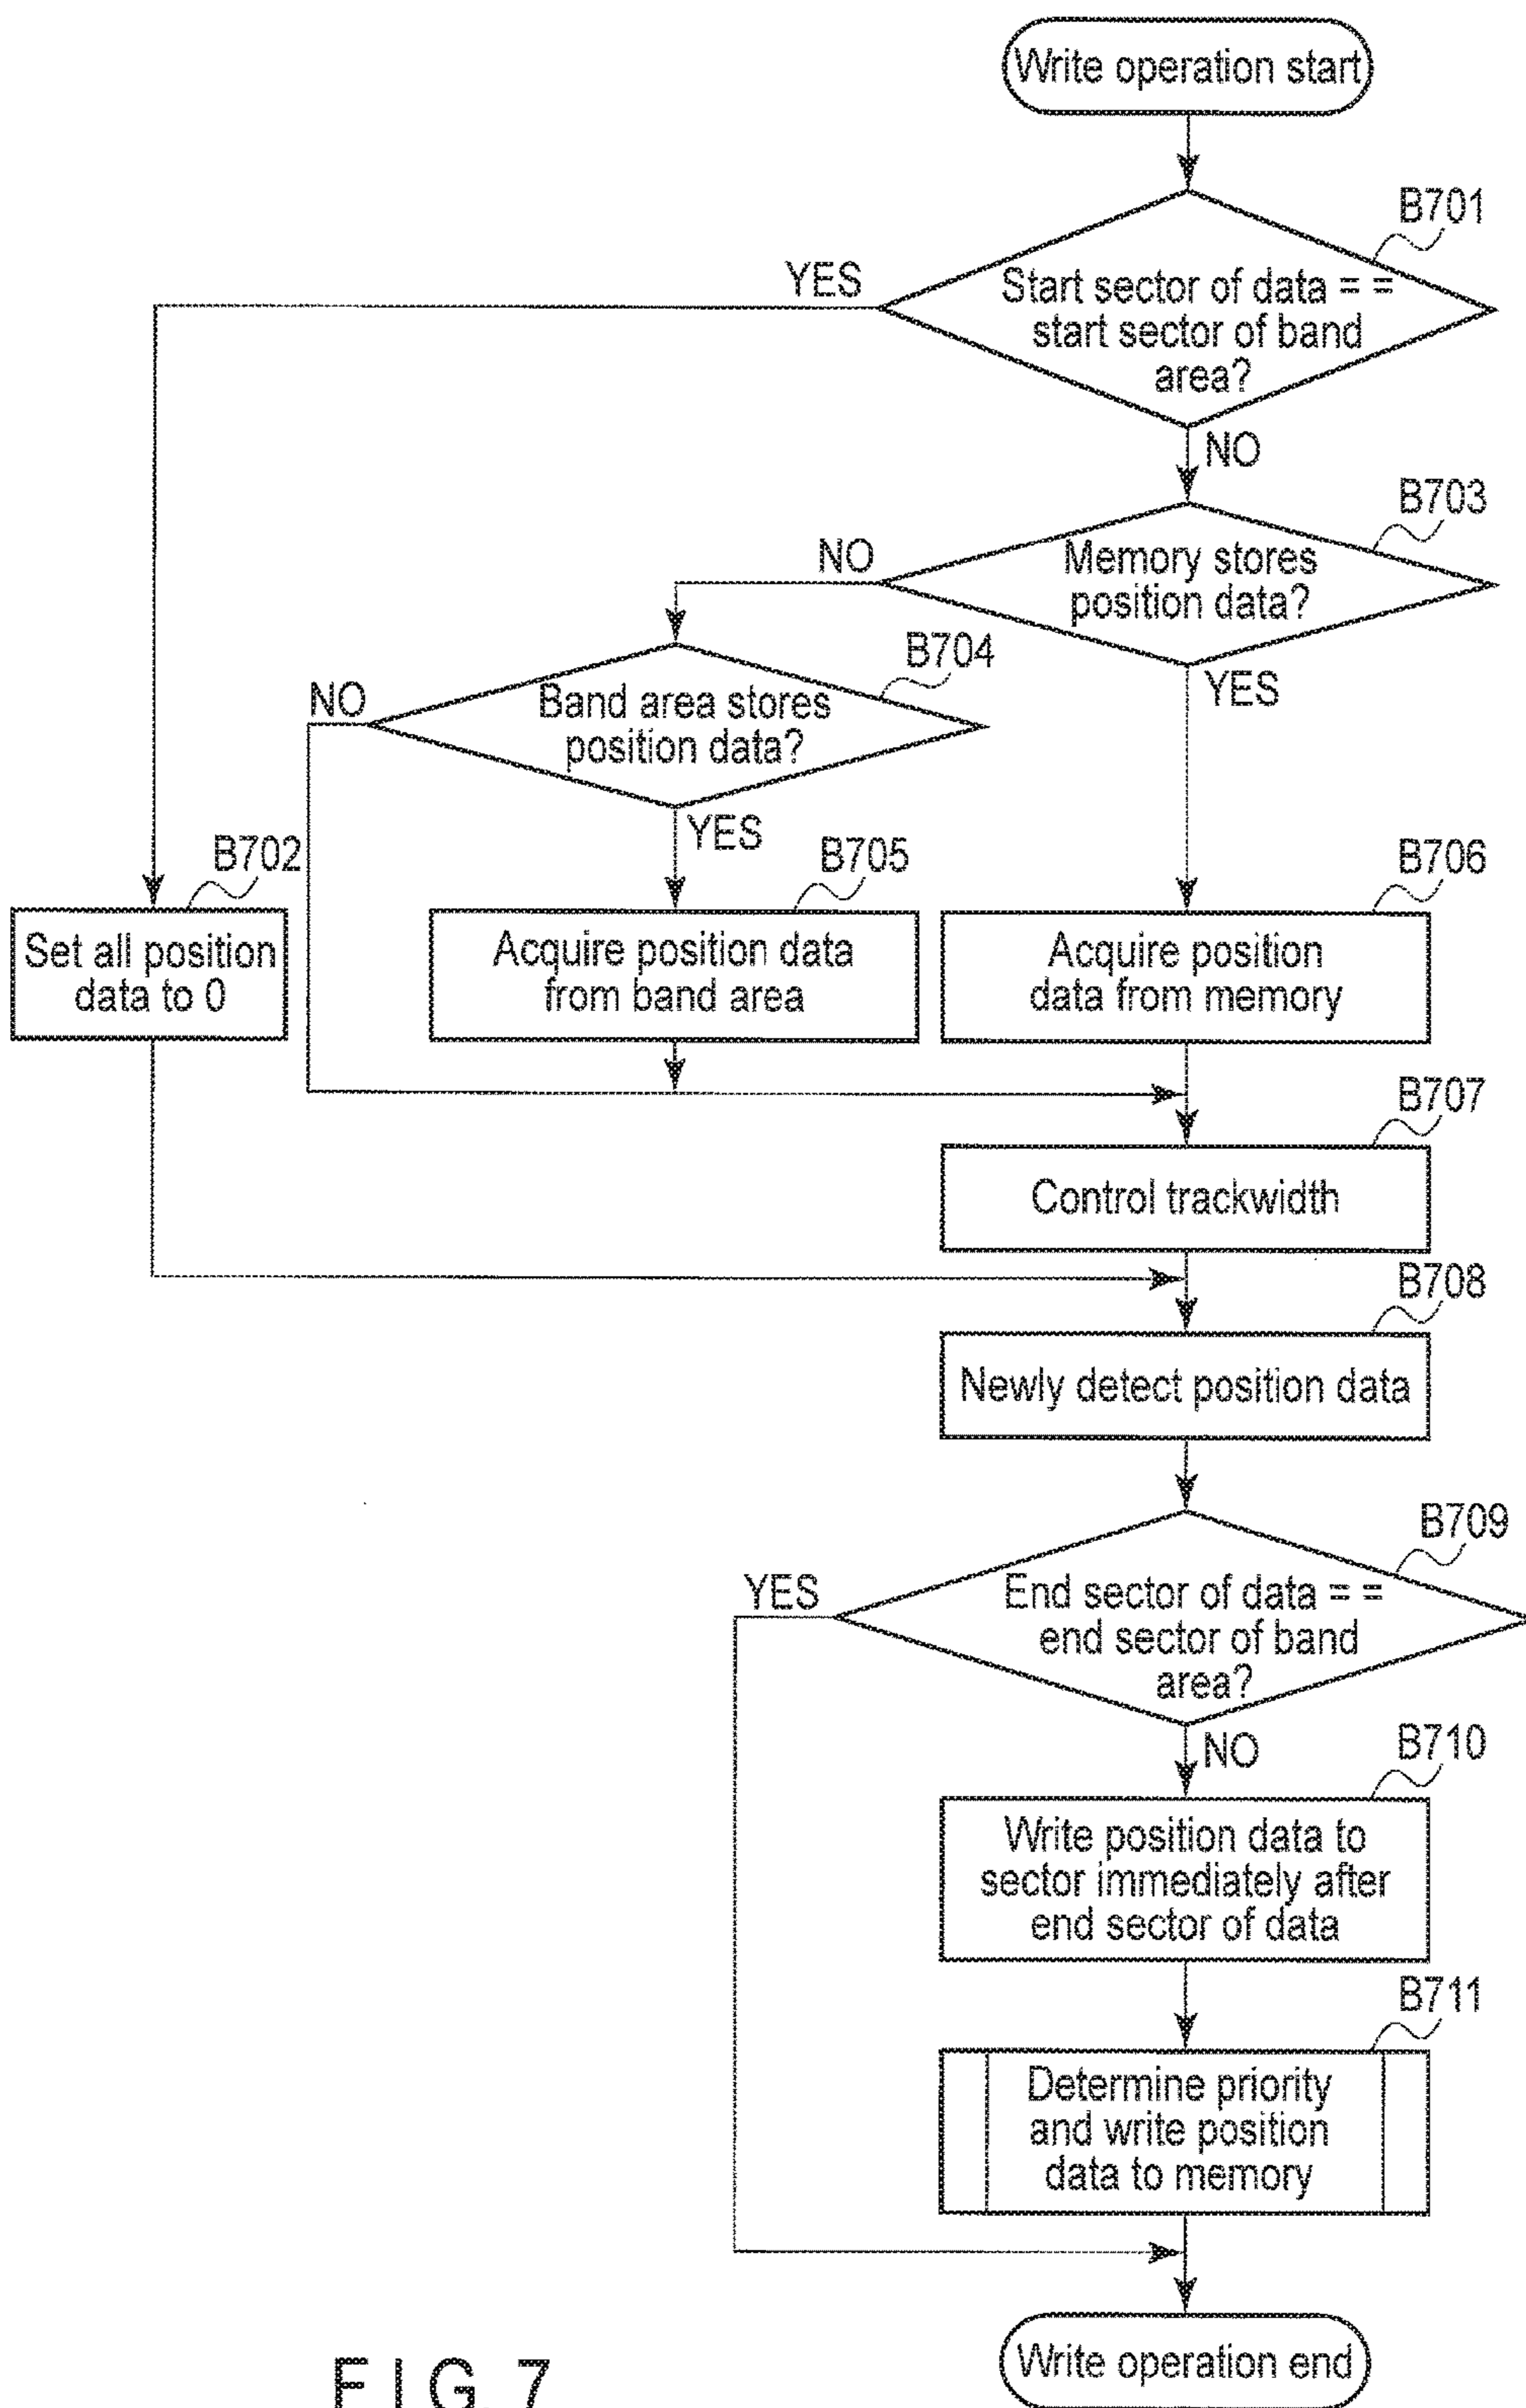 Write operation start
B701
YES
Start sector of data = =
start sector of band
area?
NO
B703
NO
Memory stores
position data?
B704
YES
NO
Band area stores
position data?
YES
B702
B705
B706
Set all position
data to 0
Acquire position data
from band area
Acquire position
data from memory
B707
Control trackwidth
B708
Newly detect position data
B709
YES
End sector of data = =
end sector of band
area?
NO
B710
Write position data to
sector immediately after
end sector of data
B711
Determine priority
and write position
data to memory
Write operation end
FIG. 7